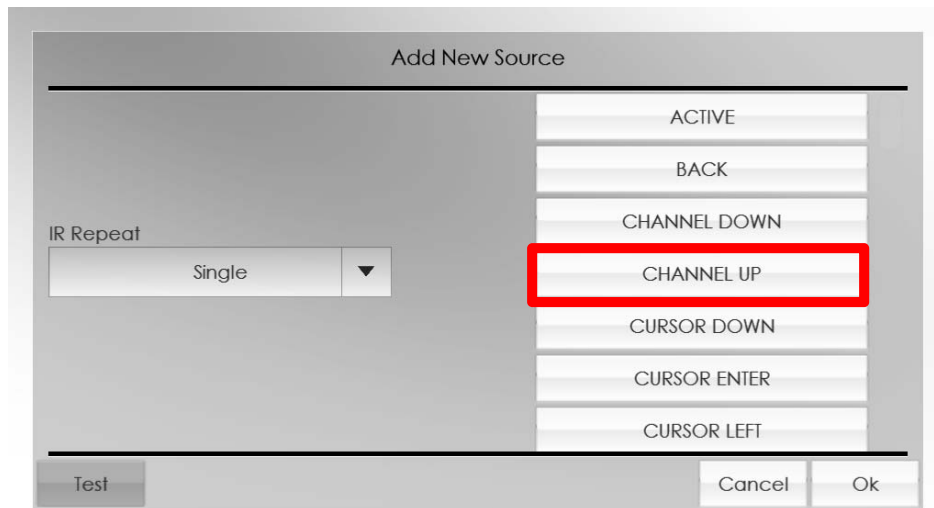 Add New Source
ACTIVE
BACK
CHANNEL DOWN
IR Repeat
Single
CHANNEL UP
CURSOR DOWN
CURSOR ENTER
CURSOR LEFT
Test
Cancel
Ok